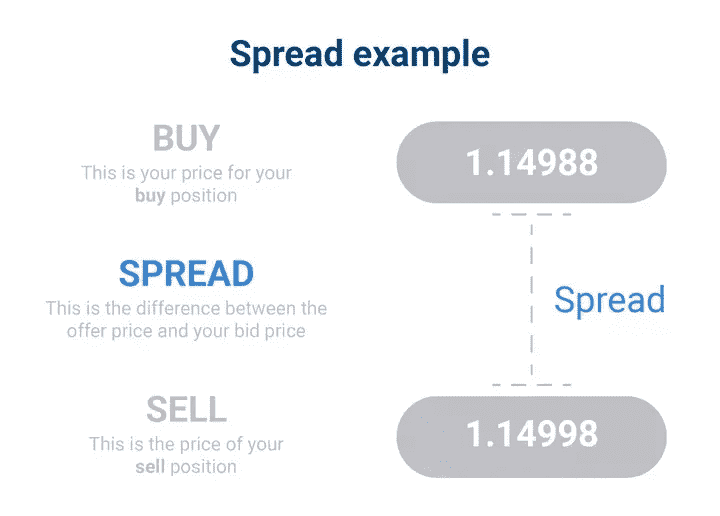 Spread example
BUY
This is your price for your
buy position
1.14988
SPREAD
This is the difference between the
offer price and your bid price
Spread
SELL
This is the price of your
sell position
1.14998